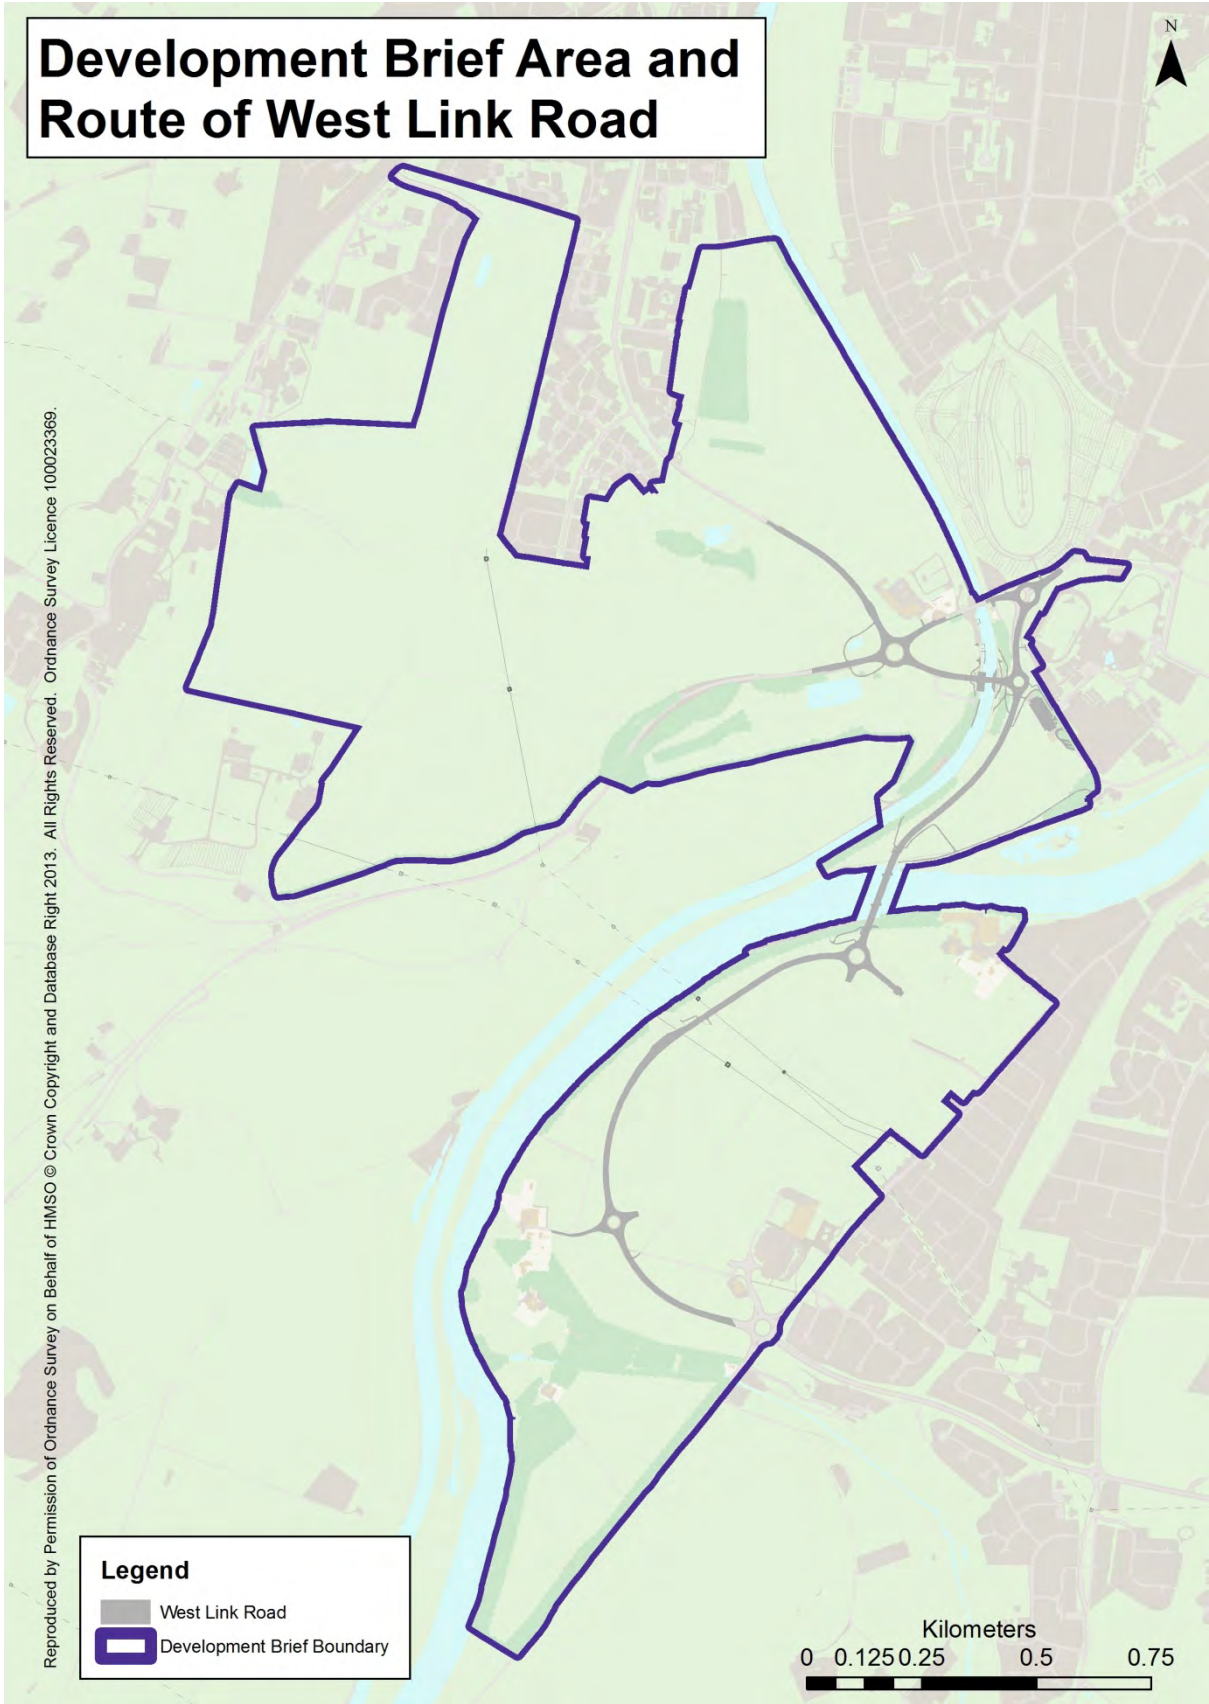 Development Brief Area and
Route of West Link Road
N
Reproduced by Permission of Ordnance Survey on Behalf of HMSO © Crown Copyright and Database Right 2013. All Rights Reserved. Ordnance Survey Licence 100023369.
Legend
West Link Road
Development Brief Boundary
Kilometers
0 0.125 0.25 0.5 0.75